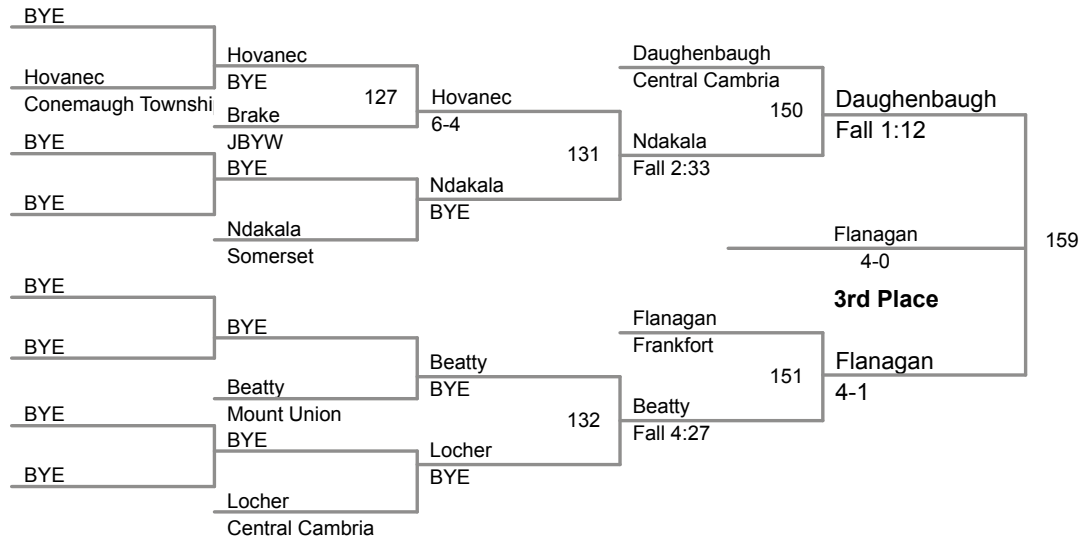 BYE
Hovanec
Conemaugh Townshi
BYE
BYE
BYE
BYE
BYE
BYE
Hovanec
BYE
127
Brake
JBYW
BYE
Ndakala
Somerset
BYE
Beatty
Mount Union
BYE
Locher
Central Cambria
Hovanec
6-4
131
Ndakala
BYE
Beatty
BYE
132
Locher
BYE
Daughenbaugh
Central Cambria
150
Ndakala
Fall 2:33
Flanagan
Frankfort
151
Beatty
Fall 4:27
Daughenbaugh
Fall 1:12
Flanagan
4-0
159
3rd Place
Flanagan
4-1